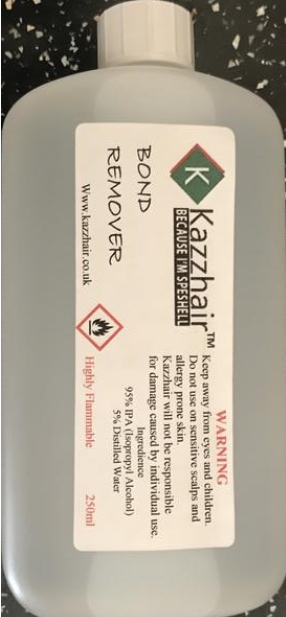 K
Kazzhair™
BECAUSE I'M SPESHELL
BOND
REMOVER
www.kazzhair.co.uk
WARNING
Keep away from eyes and children.
Do not use on sensitive scalps and
allergy prone skin.
Kazzhair will not be responsible
for damage caused by individual use.
Ingredience
95% IPA (Isopropyl Alcohol)
5% Distilled Water
Highly Flammable
250ml